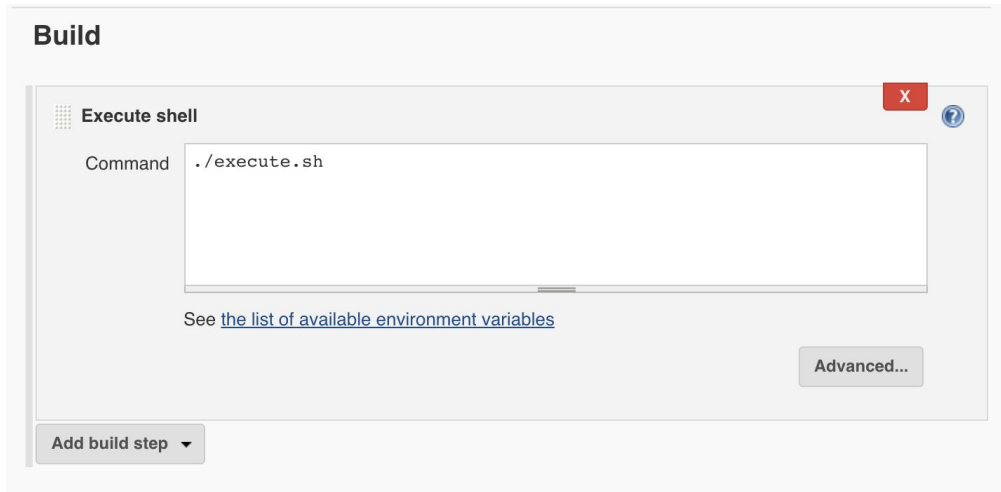 Build
X
Execute shell
?
Command
./execute.sh
See the list of available environment variables
Advanced...
Add build step